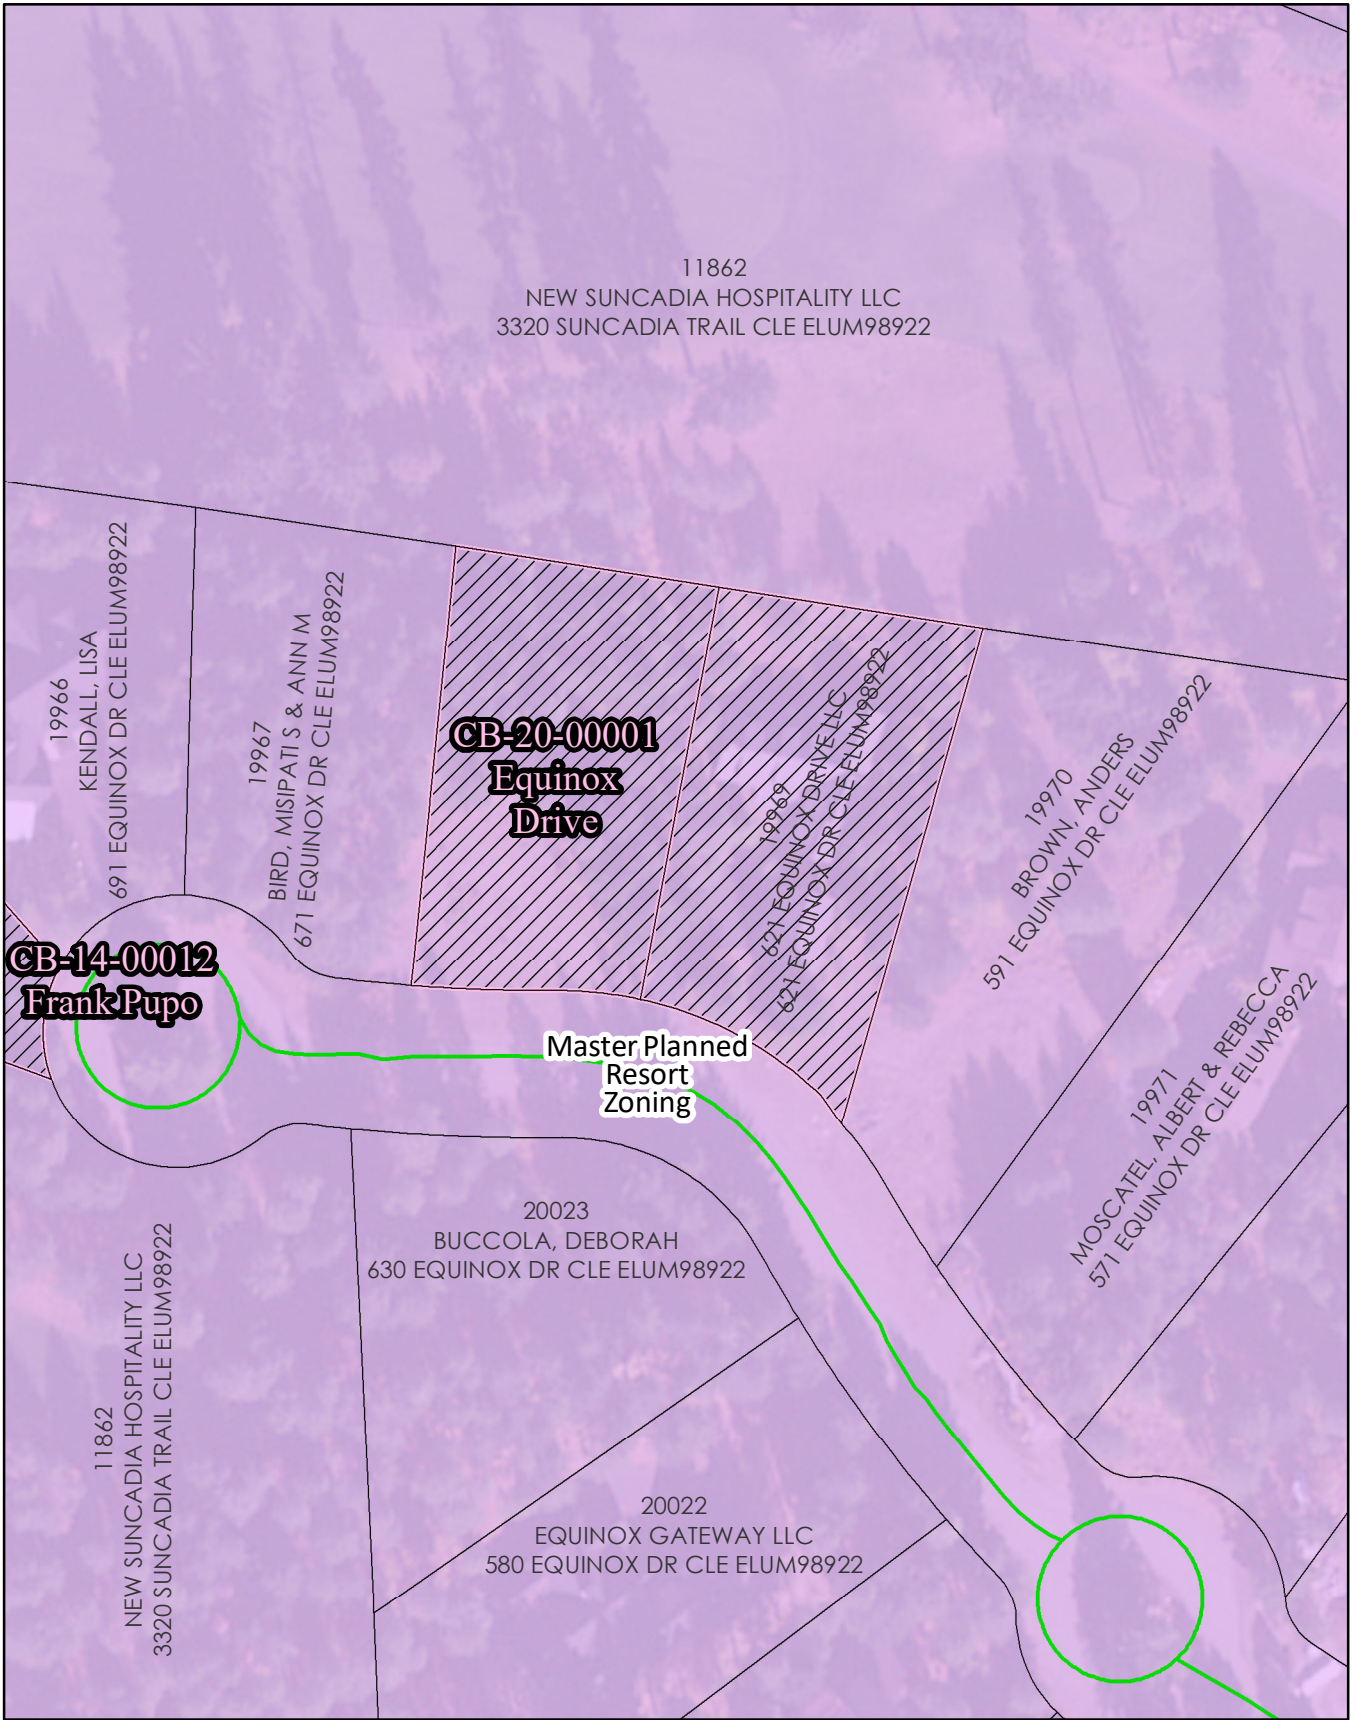 11862
NEW SUNCADIA HOSPITALITY LLC
3320 SUNCADIA TRAIL CLE ELUM98922
19966
KENDALL, LISA
691 EQUINOX DR CLE ELUM98922
19967
BIRD, MISIPATI S & ANN M
671 EQUINOX DR CLE ELUM98922
CB-20-00001
Equinox
Drive
19969
621 EQUINOX DRIVE LLC
621 EQUINOX DR CLE ELUM98922
19970
BROWN, ANDERS
591 EQUINOX DR CLE ELUM98922
CB-14-00012
Frank Pupo
Master Planned
Resort
Zoning
19971
MOSCATEL, ALBERT & REBECCA
571 EQUINOX DR CLE ELUM98922
20023
BUCCOLA, DEBORAH
630 EQUINOX DR CLE ELUM98922
11862
NEW SUNCADIA HOSPITALITY LLC
3320 SUNCADIA TRAIL CLE ELUM98922
20022
EQUINOX GATEWAY LLC
580 EQUINOX DR CLE ELUM98922